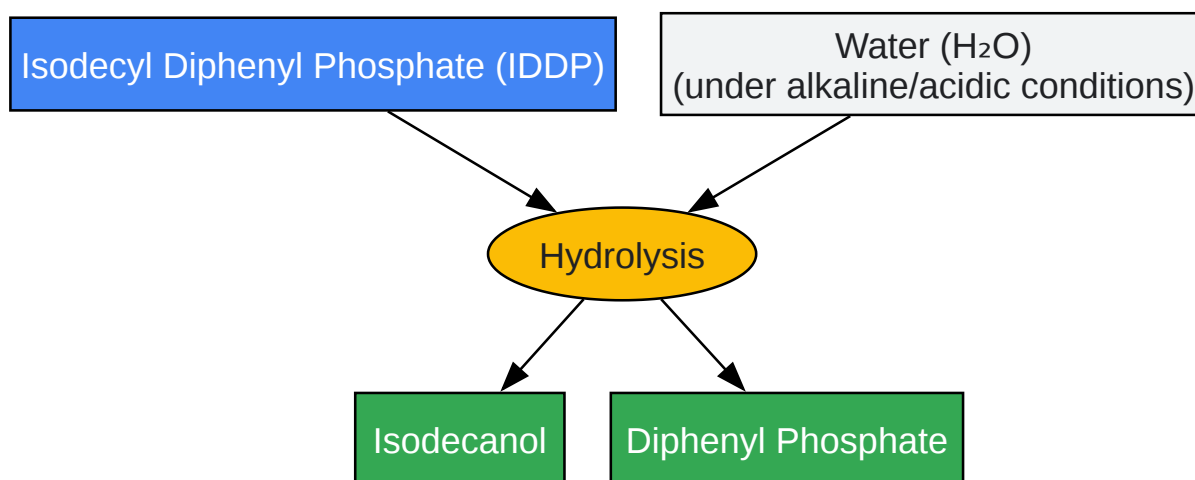 Isodecyl Diphenyl Phosphate (IDDP)
Water (H₂O)
(under alkaline/acidic conditions)
Hydrolysis
Isodecanol
Diphenyl Phosphate